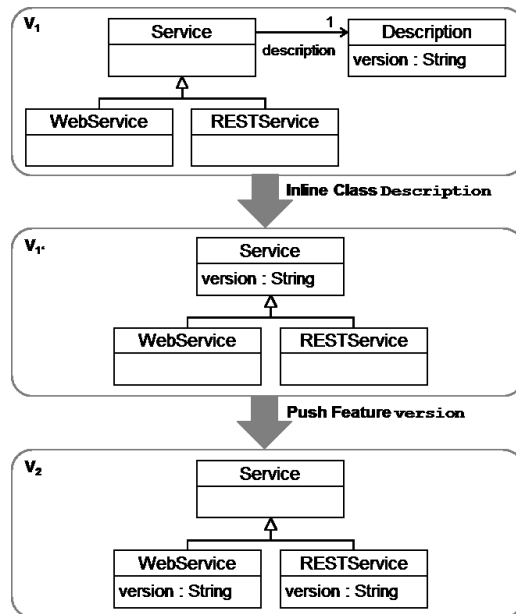 V1
Service
1
description
Description
version : String
WebService
RESTService
Inline Class Description
V1'
Service
version : String
WebService
RESTService
Push Feature version
V2
Service
WebService
version : String
RESTService
version : String